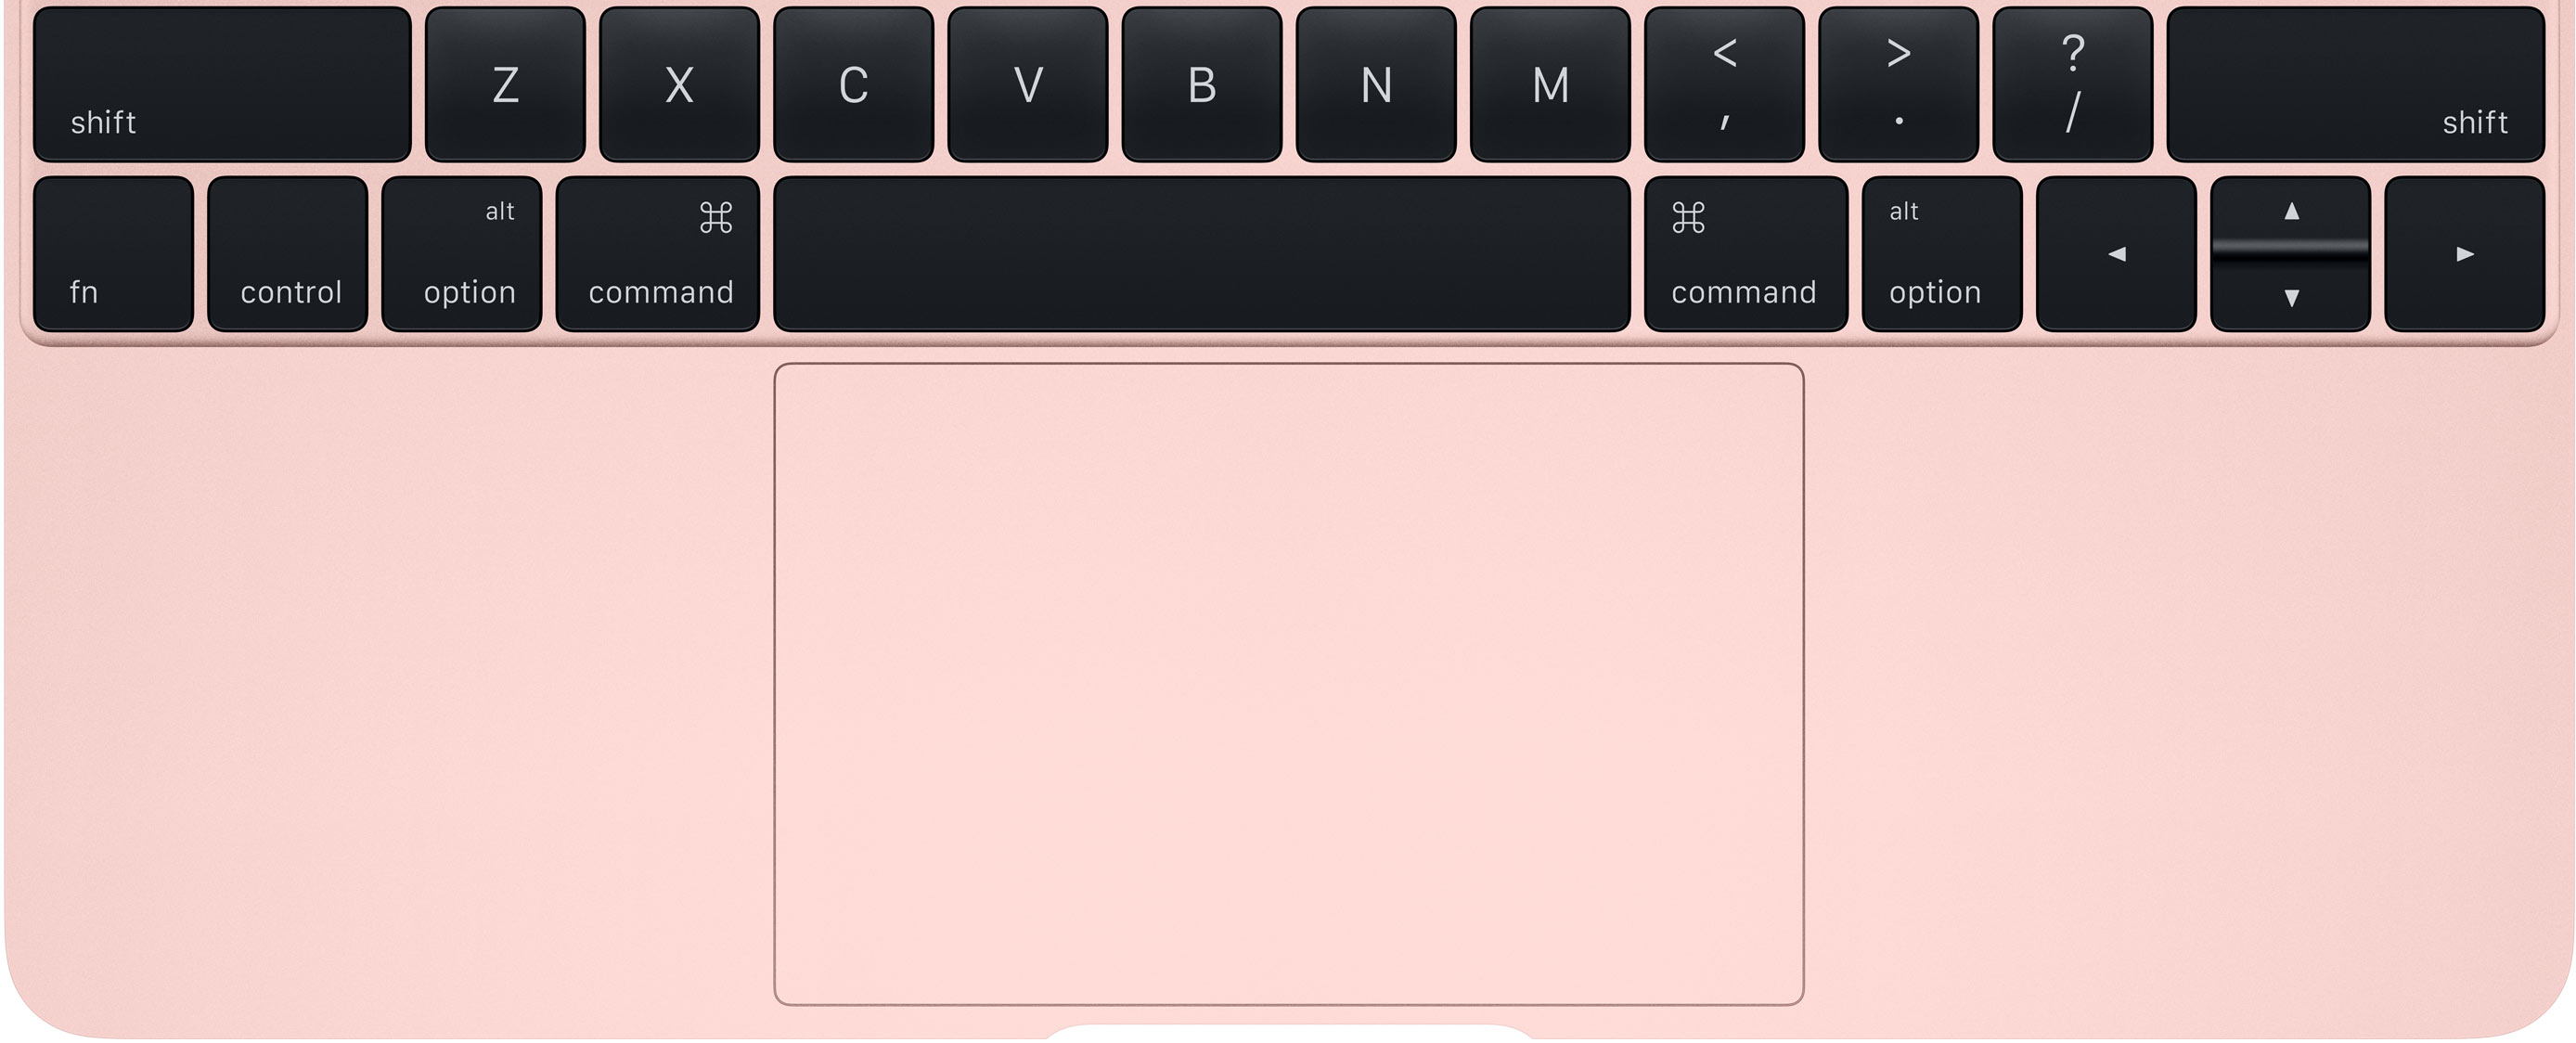 Z X C V B N M < > ?
, . /
shift shift
alt ⌘ ⌘ alt ▲
◀ ▶
fn control option command command option ▼